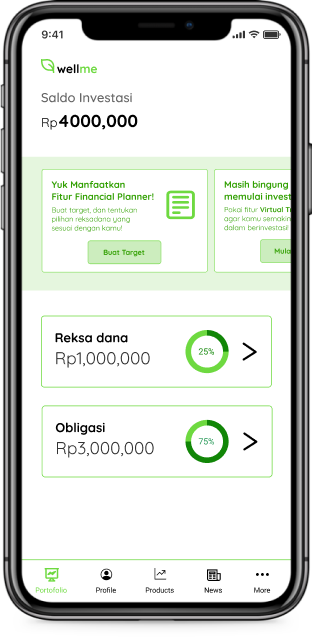 9:41
wellme
Saldo Investasi
Rp4000,000
Yuk Manfaatkan
Fitur Financial Planner!
Buat target, dan tentukan
pilihan reksadana yang
sesuai dengan kamu!
Buat Target
Masih bingung
memulai invest
Pakai fitur Virtual T
agar kamu semakin
dalam berinvestasi!
Mula
Reksa dana
Rp1,000,000
25%
Obligasi
Rp3,000,000
75%
Portofolio
Profile
Products
News
More